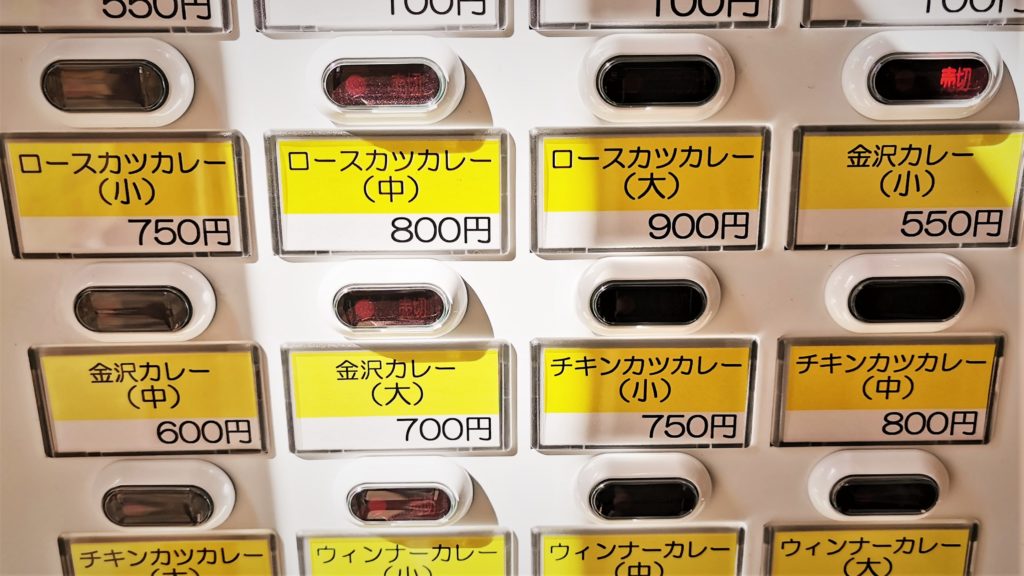 売切
ロースカツカレー
(小)
750円
ロースカツカレー
(中)
800円
ロースカツカレー
(大)
900円
金沢カレー
(小)
550円
金沢カレー
(中)
600円
金沢カレー
(大)
700円
チキンカツカレー
(小)
750円
チキンカツカレー
(中)
800円
チキンカツカレー
(大)
ウィンナーカレー
(小)
ウィンナーカレー
(中)
ウィンナーカレー
(大)